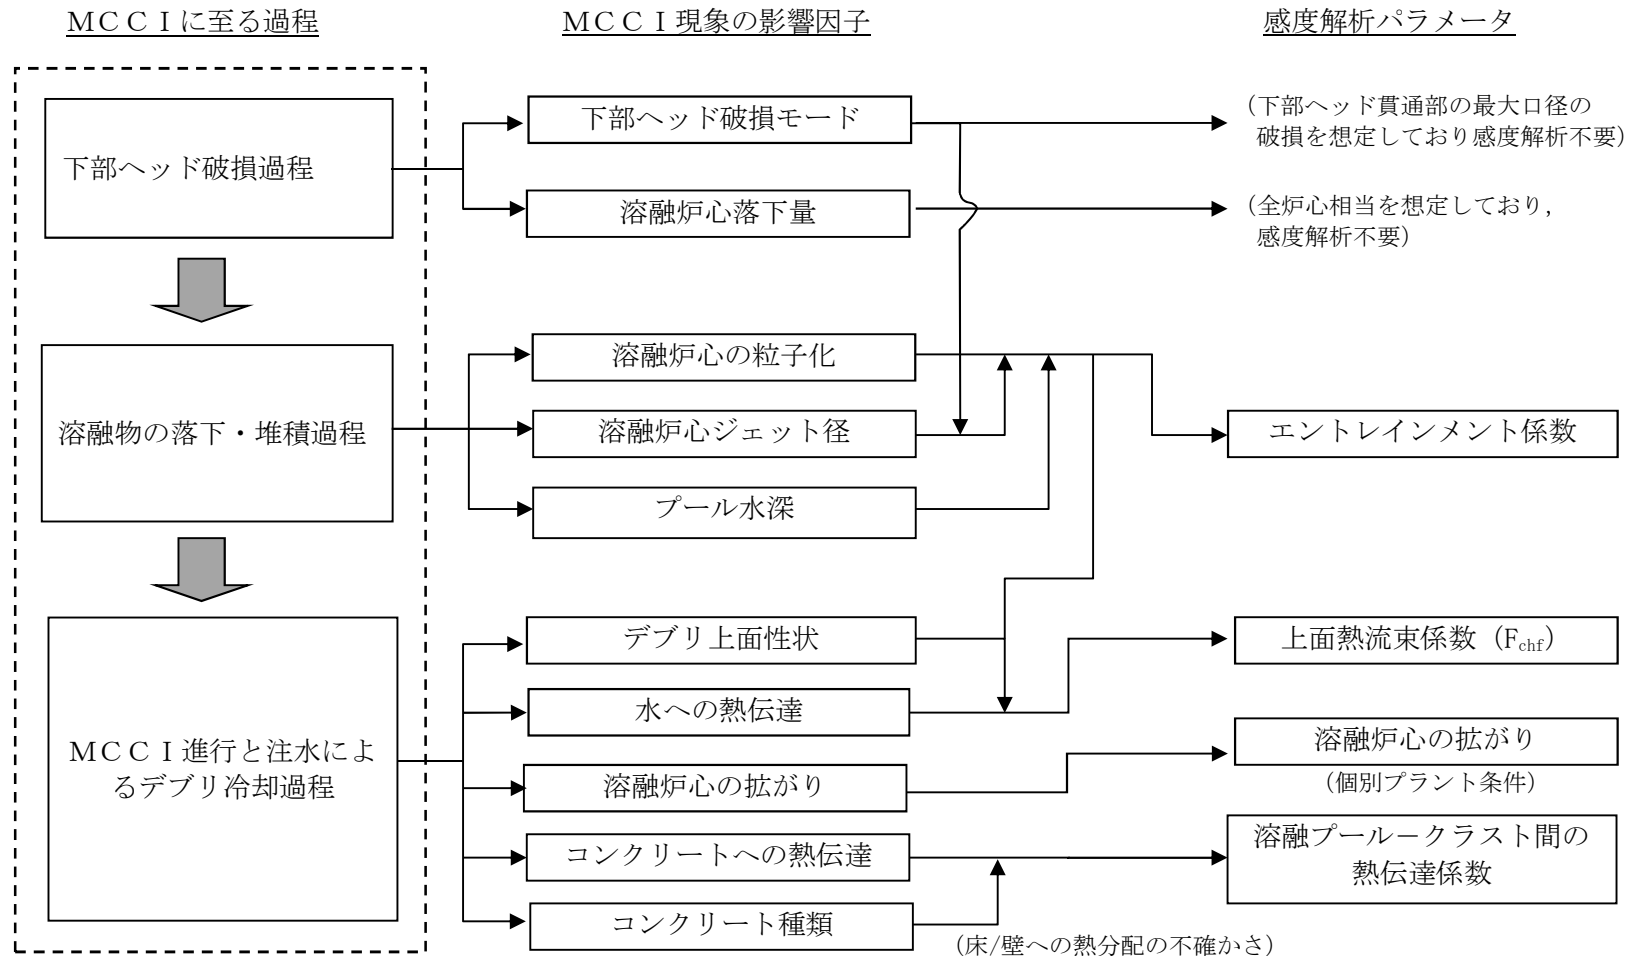 ＭＣＣＩに至る過程
ＭＣＣＩ現象の影響因子
感度解析パラメータ
下部ヘッド破損過程
下部ヘッド破損モード
（下部ヘッド貫通部の最大口径の
破損を想定しており感度解析不要）
溶融炉心落下量
（全炉心相当を想定しており，
感度解析不要）
溶融物の落下・堆積過程
溶融炉心の粒子化
溶融炉心ジェット径
エントレインメント係数
プール水深
ＭＣＣＩ進行と注水によ
るデブリ冷却過程
デブリ上面性状
上面熱流束係数（Fchf）
水への熱伝達
溶融炉心の拡がり
溶融炉心の拡がり
（個別プラント条件）
コンクリートへの熱伝達
溶融プール－クラスト間の
熱伝達係数
コンクリート種類
（床/壁への熱分配の不確かさ）